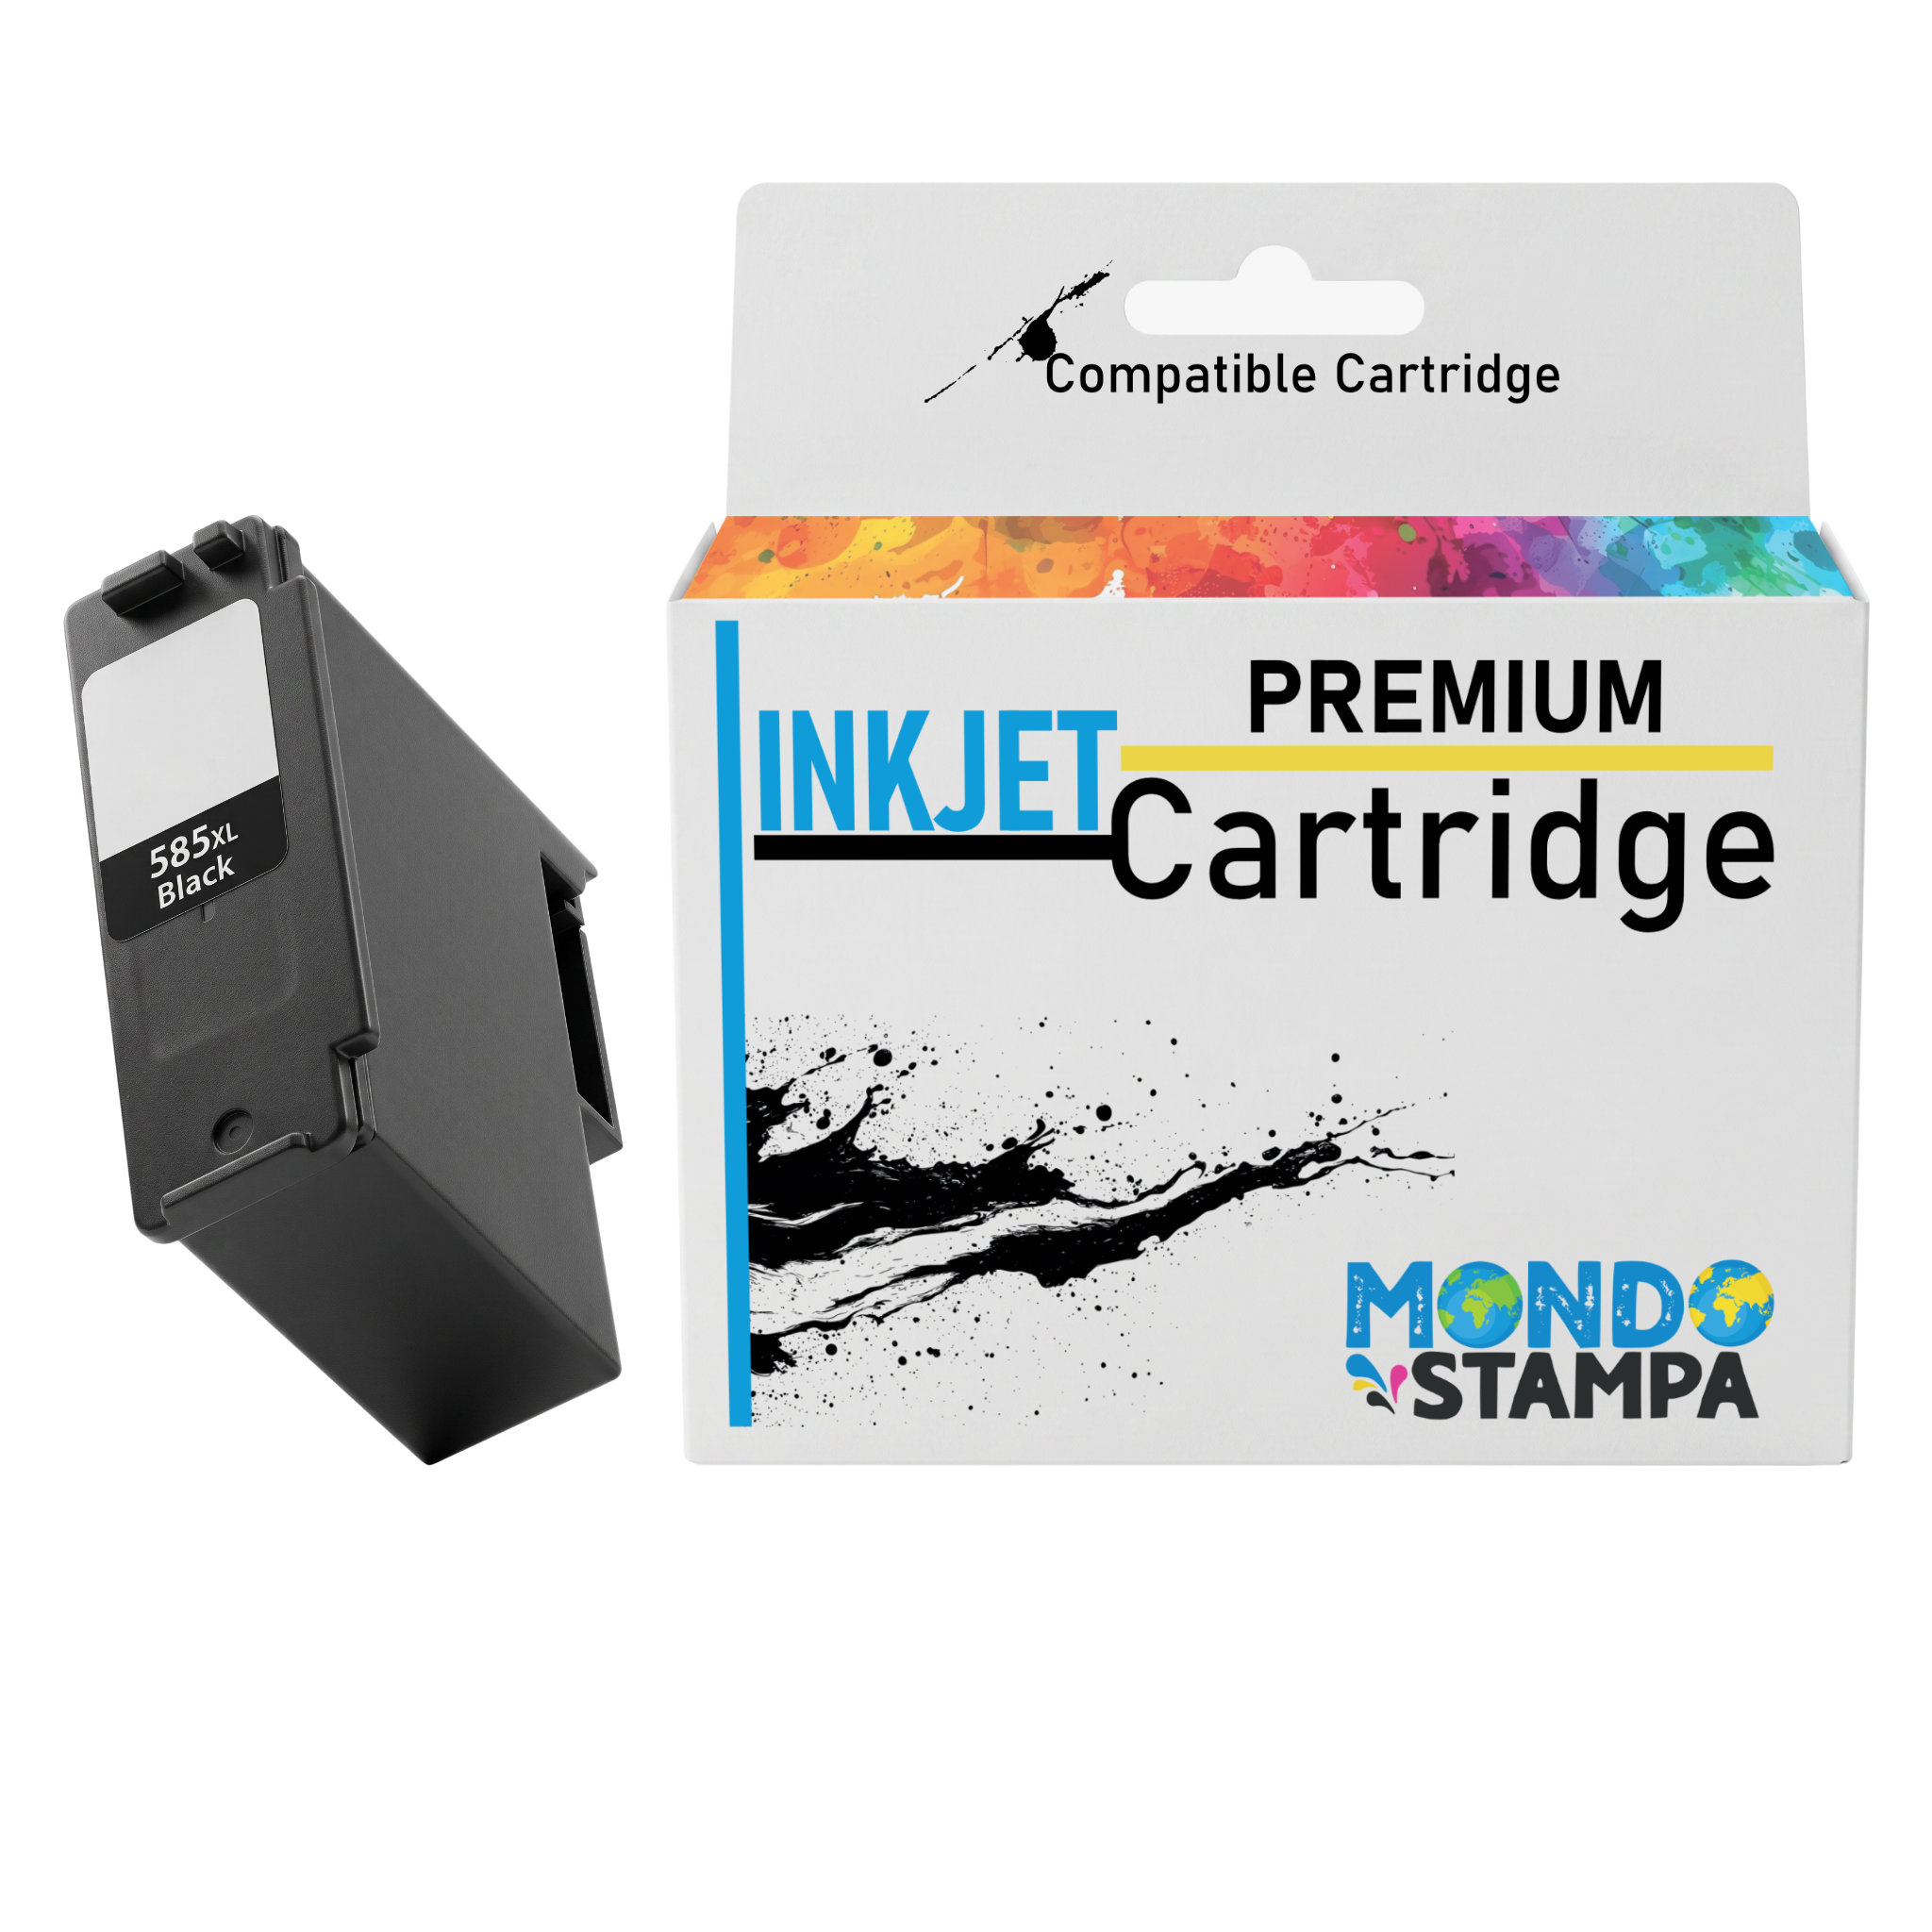 Compatible Cartridge
PREMIUM
INKJET
Cartridge
585XL
Black
MONDO
STAMPA